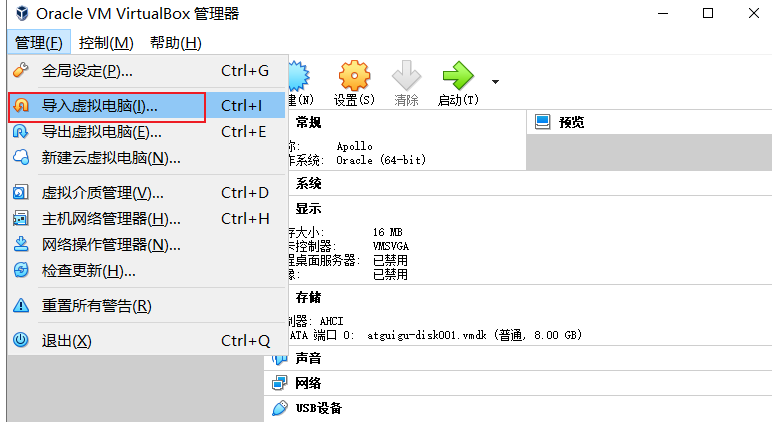 Oracle VM VirtualBox 管理器
管理(F) 控制(M) 帮助(H)
全局设定(P)... Ctrl+G
导入虚拟电脑(I)... Ctrl+I
导出虚拟电脑(E)... Ctrl+E
新建云虚拟电脑(N)...
虚拟介质管理(V)... Ctrl+D
主机网络管理器(H)... Ctrl+H
网络操作管理器(N)...
检查更新(H)...
重置所有警告(R)
退出(X) Ctrl+Q
建(N) 设置(S) 清除 启动(T)
常规
称: Apollo
作系统: Oracle (64-bit)
预览
系统
显示
存大小: 16 MB
卡控制器: VMSVGA
程桌面服务器: 已禁用
像: 已禁用
存储
制器: AHCI
ATA 端口 0: atguigu-disk001.vmdk (普通, 8.00 GB)
声音
网络
USB设备